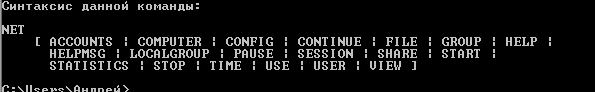 Синтаксис данной команды:
NET
[ ACCOUNTS | COMPUTER | CONFIG | CONTINUE | FILE | GROUP | HELP |
HELPMSG | LOCALGROUP | PAUSE | SESSION | SHARE | START |
STATISTICS | STOP | TIME | USE | USER | VIEW ]
C:\Users\Андрей>